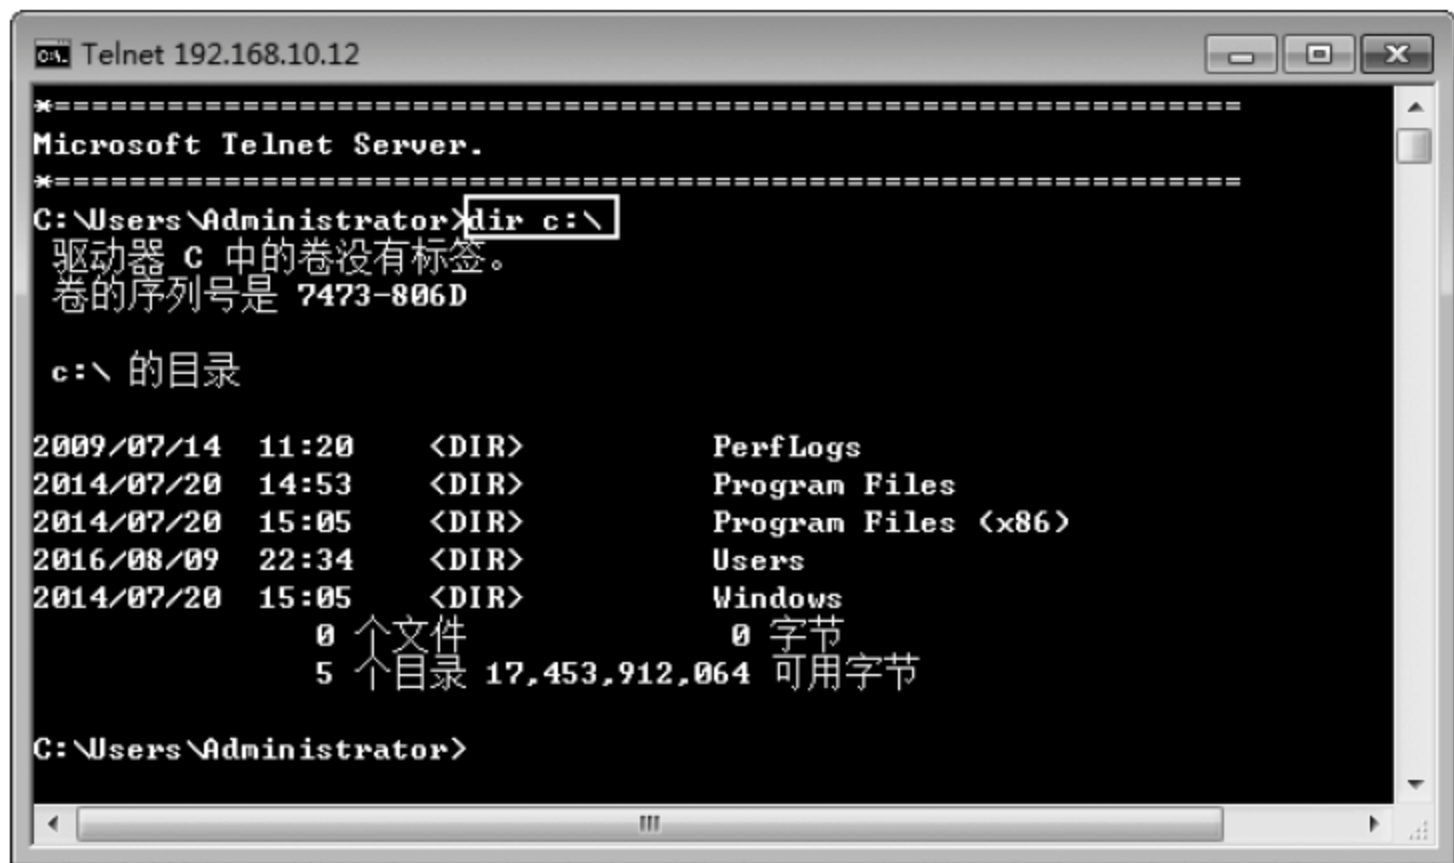 Telnet 192.168.10.12
*===============================================================
Microsoft Telnet Server.
*===============================================================
C:\Users\Administrator>dir c:\
驱动器 C 中的卷没有标签。
卷的序列号是 7473-806D
c:\ 的目录
2009/07/14 11:20 <DIR> PerfLogs
2014/07/20 14:53 <DIR> Program Files
2014/07/20 15:05 <DIR> Program Files (x86)
2016/08/09 22:34 <DIR> Users
2014/07/20 15:05 <DIR> Windows
0 个文件 0 字节
5 个目录 17,453,912,064 可用字节
C:\Users\Administrator>